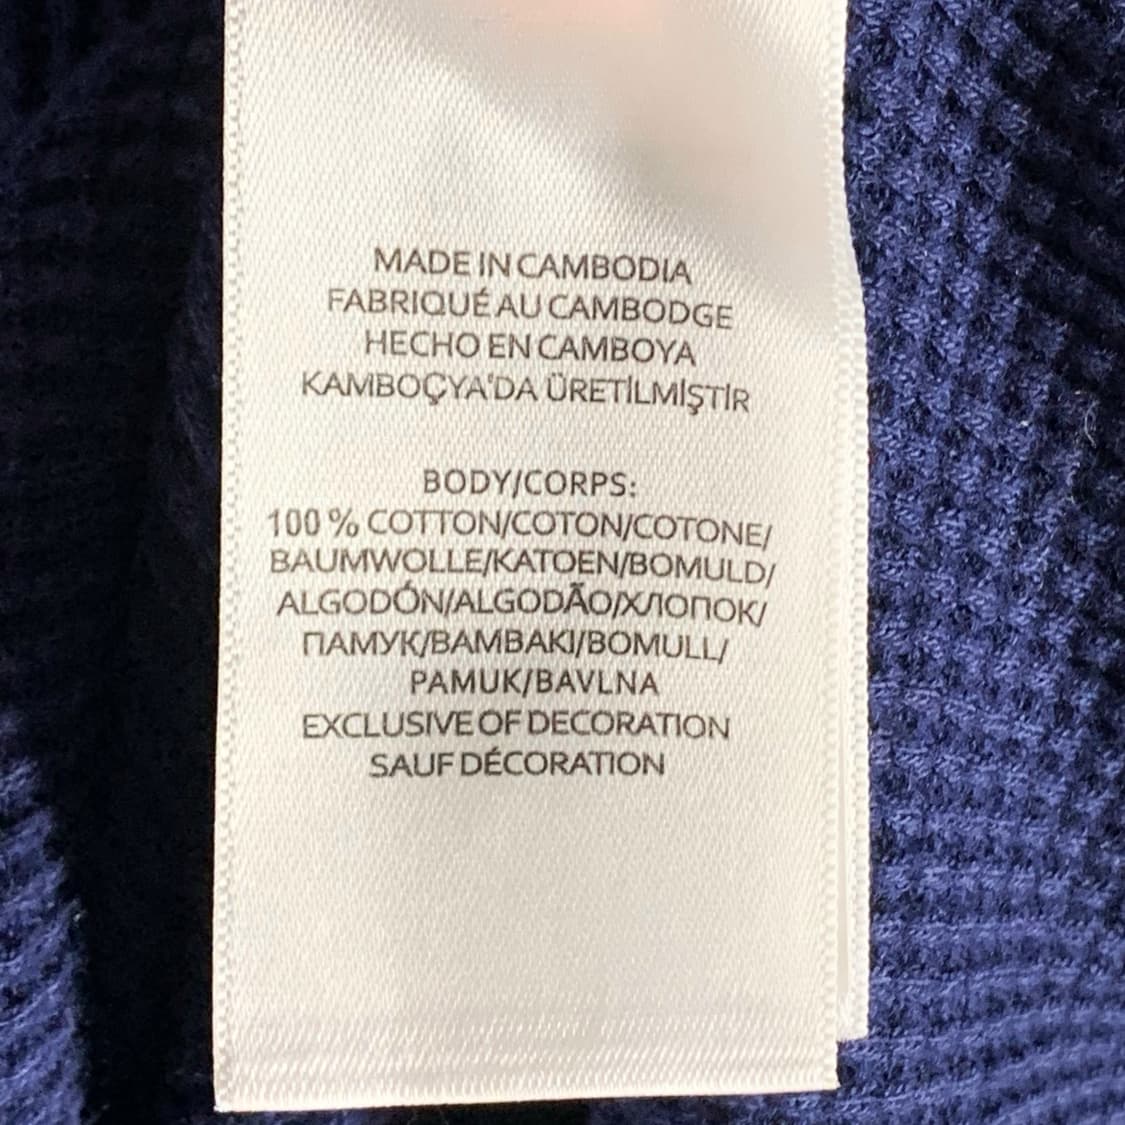 MADE IN CAMBODIA
FABRIQUÉ AU CAMBODGE
HECHO EN CAMBOYA
KAMBOÇYA'DA ÜRETİLMİŞTİR
BODY/CORPS:
100 % COTTON/COTON/COTONE/
BAUMWOLLE/KATOEN/BOMULD/
ALGODÓN/ALGODÃO/ХЛОПОК/
ПАМУК/BAMBAKI/BOMULL/
PAMUK/BAVLNA
EXCLUSIVE OF DECORATION
SAUF DÉCORATION